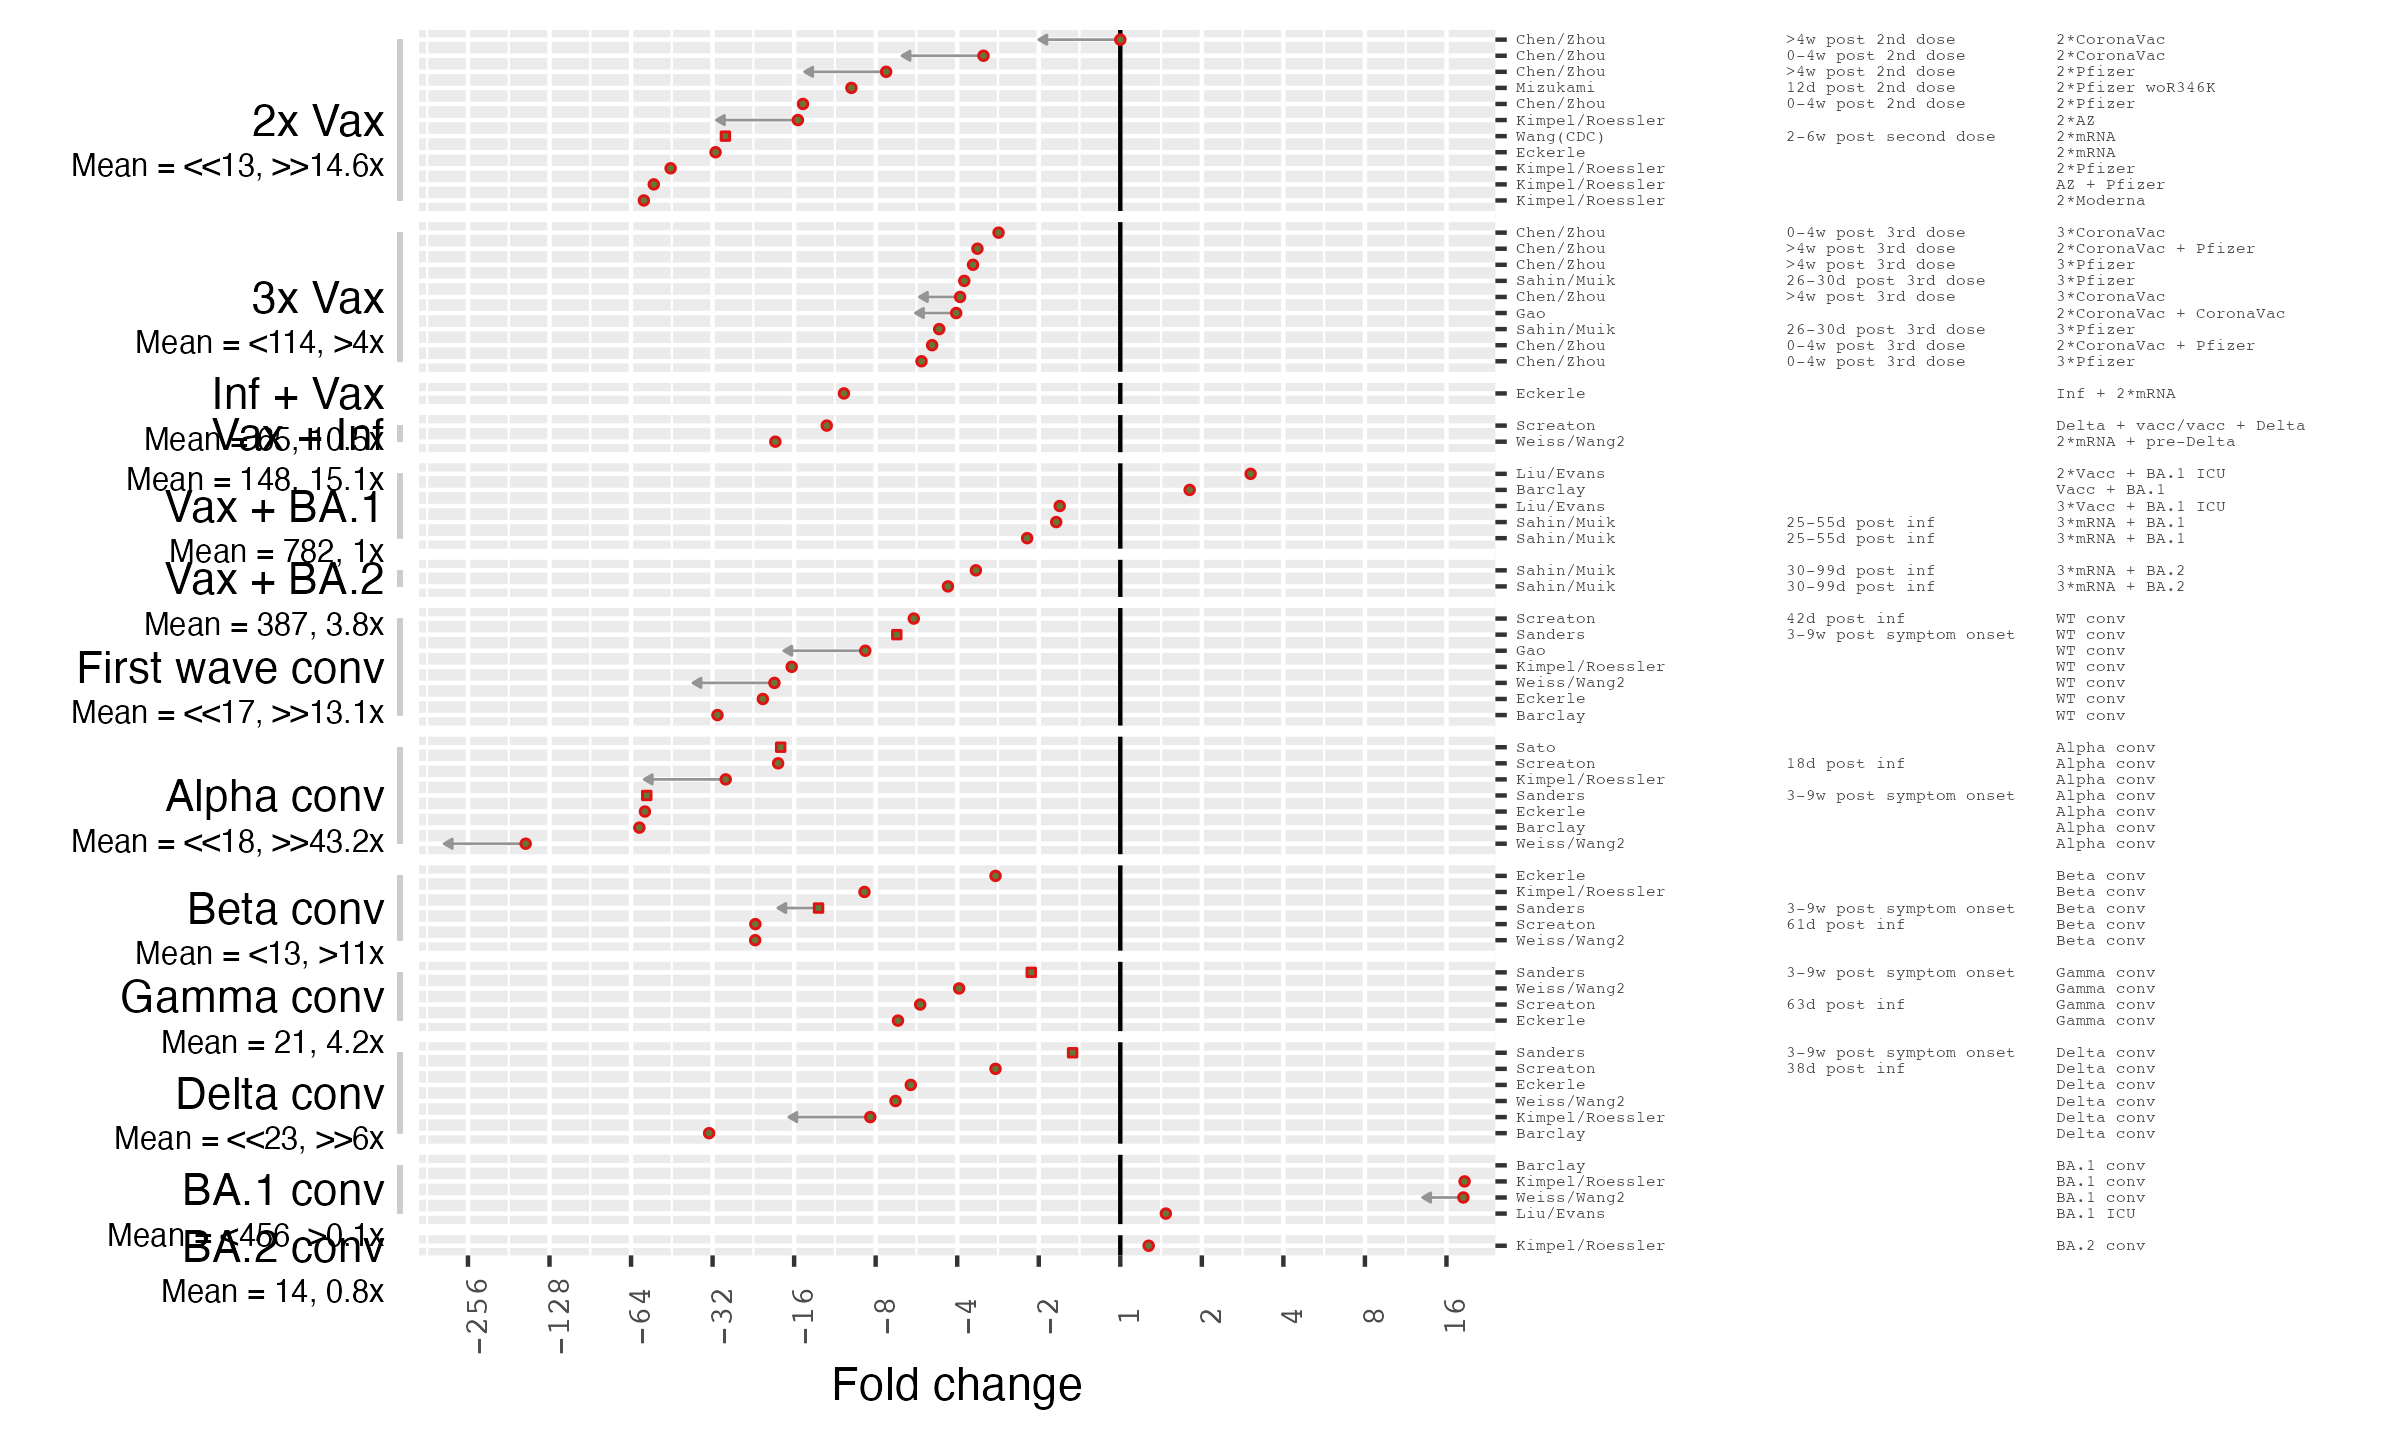 2x Vax
Mean = <<13, >>14.6x
Chen/Zhou >4w post 2nd dose 2*CoronaVac
Chen/Zhou 0-4w post 2nd dose 2*CoronaVac
Chen/Zhou >4w post 2nd dose 2*Pfizer
Mizukami 12d post 2nd dose 2*Pfizer woR346K
Chen/Zhou 0-4w post 2nd dose 2*Pfizer
Kimpel/Roessler 2*AZ
Wang(CDC) 2-6w post second dose 2*mRNA
Eckerle 2*mRNA
Kimpel/Roessler 2*Pfizer
Kimpel/Roessler AZ + Pfizer
Kimpel/Roessler 2*Moderna
3x Vax
Mean = <114, >4x
Chen/Zhou 0-4w post 3rd dose 3*CoronaVac
Chen/Zhou >4w post 3rd dose 2*CoronaVac + Pfizer
Chen/Zhou >4w post 3rd dose 3*Pfizer
Sahin/Muik 26-30d post 3rd dose 3*Pfizer
Chen/Zhou >4w post 3rd dose 3*CoronaVac
Gao 2*CoronaVac + CoronaVac
Sahin/Muik 26-30d post 3rd dose 3*Pfizer
Chen/Zhou 0-4w post 3rd dose 2*CoronaVac + Pfizer
Chen/Zhou 0-4w post 3rd dose 3*Pfizer
Inf + Vax
Mean = 65, 10.5x
Eckerle Inf + 2*mRNA
Vax + Inf
Mean = 148, 15.1x
Screaton Delta + vacc/vacc + Delta
Weiss/Wang2 2*mRNA + pre-Delta
Vax + BA.1
Mean = 782, 1x
Liu/Evans 2*Vacc + BA.1 ICU
Barclay Vacc + BA.1
Liu/Evans 3*Vacc + BA.1 ICU
Sahin/Muik 25-55d post inf 3*mRNA + BA.1
Sahin/Muik 25-55d post inf 3*mRNA + BA.1
Vax + BA.2
Mean = 387, 3.8x
Sahin/Muik 30-99d post inf 3*mRNA + BA.2
Sahin/Muik 30-99d post inf 3*mRNA + BA.2
First wave conv
Mean = <<17, >>13.1x
Screaton 42d post inf WT conv
Sanders 3-9w post symptom onset WT conv
Gao WT conv
Kimpel/Roessler WT conv
Weiss/Wang2 WT conv
Eckerle WT conv
Barclay WT conv
Alpha conv
Mean = <<18, >>43.2x
Sato Alpha conv
Screaton 18d post inf Alpha conv
Kimpel/Roessler Alpha conv
Sanders 3-9w post symptom onset Alpha conv
Eckerle Alpha conv
Barclay Alpha conv
Weiss/Wang2 Alpha conv
Beta conv
Mean = <13, >11x
Eckerle Beta conv
Kimpel/Roessler Beta conv
Sanders 3-9w post symptom onset Beta conv
Screaton 61d post inf Beta conv
Weiss/Wang2 Beta conv
Gamma conv
Mean = 21, 4.2x
Sanders 3-9w post symptom onset Gamma conv
Weiss/Wang2 Gamma conv
Screaton 63d post inf Gamma conv
Eckerle Gamma conv
Delta conv
Mean = <<23, >>6x
Sanders 3-9w post symptom onset Delta conv
Screaton 38d post inf Delta conv
Eckerle Delta conv
Weiss/Wang2 Delta conv
Kimpel/Roessler Delta conv
Barclay Delta conv
BA.1 conv
Mean = <456, >0.1x
Barclay BA.1 conv
Kimpel/Roessler BA.1 conv
Weiss/Wang2 BA.1 conv
Liu/Evans BA.1 ICU
BA.2 conv
Mean = 14, 0.8x
Kimpel/Roessler BA.2 conv
-256 -128 -64 -32 -16 -8 -4 -2 1 2 4 8 16
Fold change